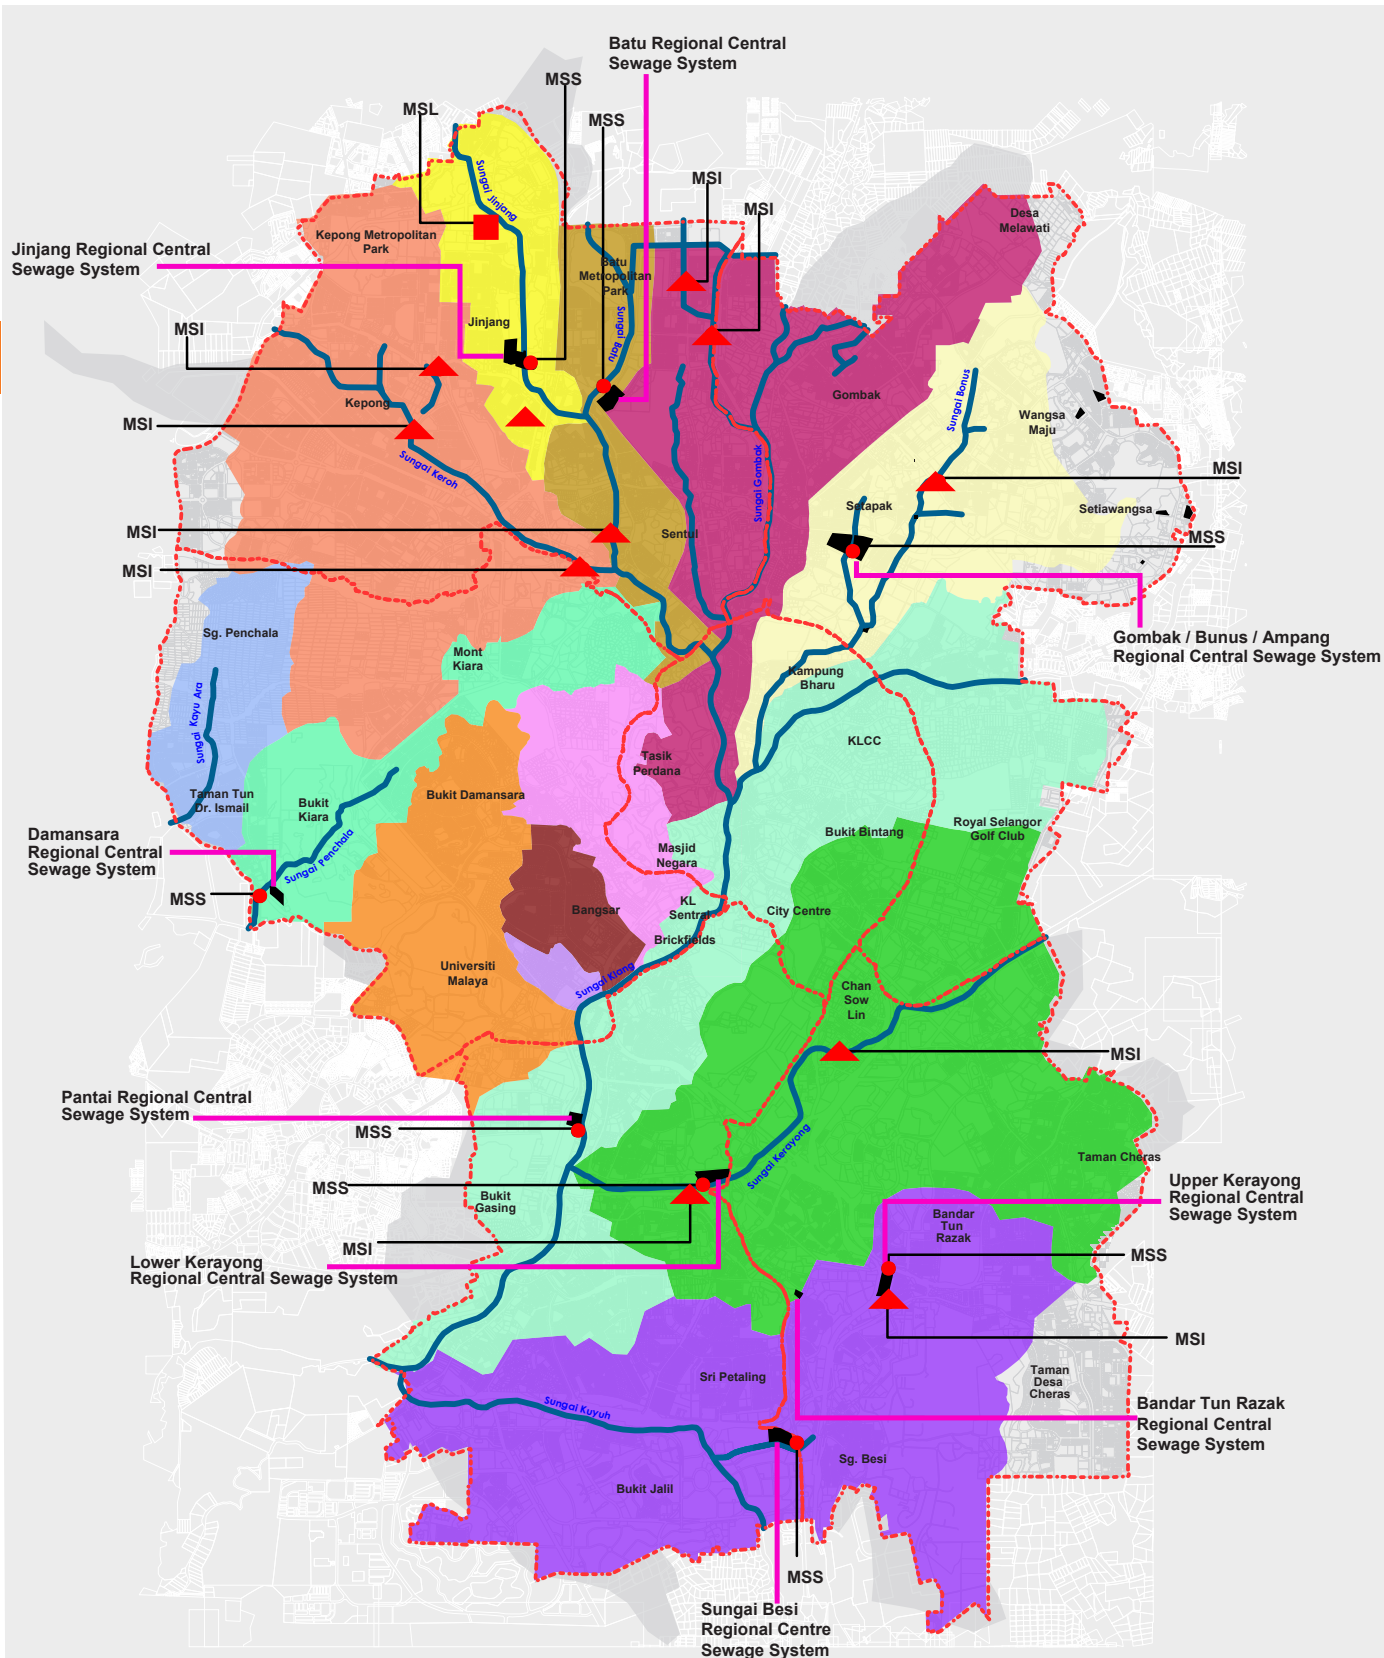 Batu Regional Central
Sewage System
MSS
MSL
MSS
MSI
MSI
Sungai Jinjang
Desa
Melawati
Kepong Metropolitan
Park
Jinjang Regional Central
Sewage System
Batu
Metropolitan
Park
Sungai Batu
Jinjang
MSI
Kepong
Gombak
Sungai Bonus
Wangsa
Maju
MSI
Sungai Keroh
Sungai Gombak
MSI
Setapak
Setiawangsa
MSI
Sentul
MSS
MSI
Sg. Penchala
Mont
Kiara
Gombak / Bunus / Ampang
Regional Central Sewage System
Kampung
Bharu
Sungai Kayu Ara
KLCC
Tasik
Perdana
Taman Tun
Dr. Ismail
Bukit
Kiara
Bukit Damansara
Bukit Bintang
Royal Selangor
Golf Club
Damansara
Regional Central
Sewage System
Sungai Penchala
Masjid
Negara
MSS
Bangsar
KL
Sentral
City Centre
Brickfields
Universiti
Malaya
Sungai Klang
Chan
Sow
Lin
MSI
Pantai Regional Central
Sewage System
MSS
Sungai Kerayong
Taman Cheras
MSS
Bukit
Gasing
Upper Kerayong
Regional Central
Sewage System
Bandar
Tun
Razak
MSI
MSS
Lower Kerayong
Regional Central Sewage System
MSI
Sri Petaling
Taman
Desa
Cheras
Sungai Kuyuh
Bandar Tun Razak
Regional Central
Sewage System
Sg. Besi
Bukit Jalil
MSS
Sungai Besi
Regional Centre
Sewage System